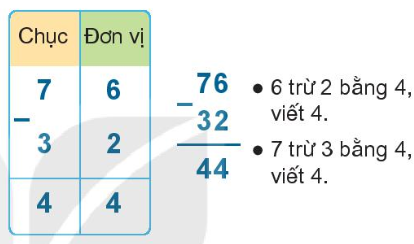 Chục Đơn vị
7 6
−
3 2
4 4
76
−
32
44
● 6 trừ 2 bằng 4,
viết 4.
● 7 trừ 3 bằng 4,
viết 4.